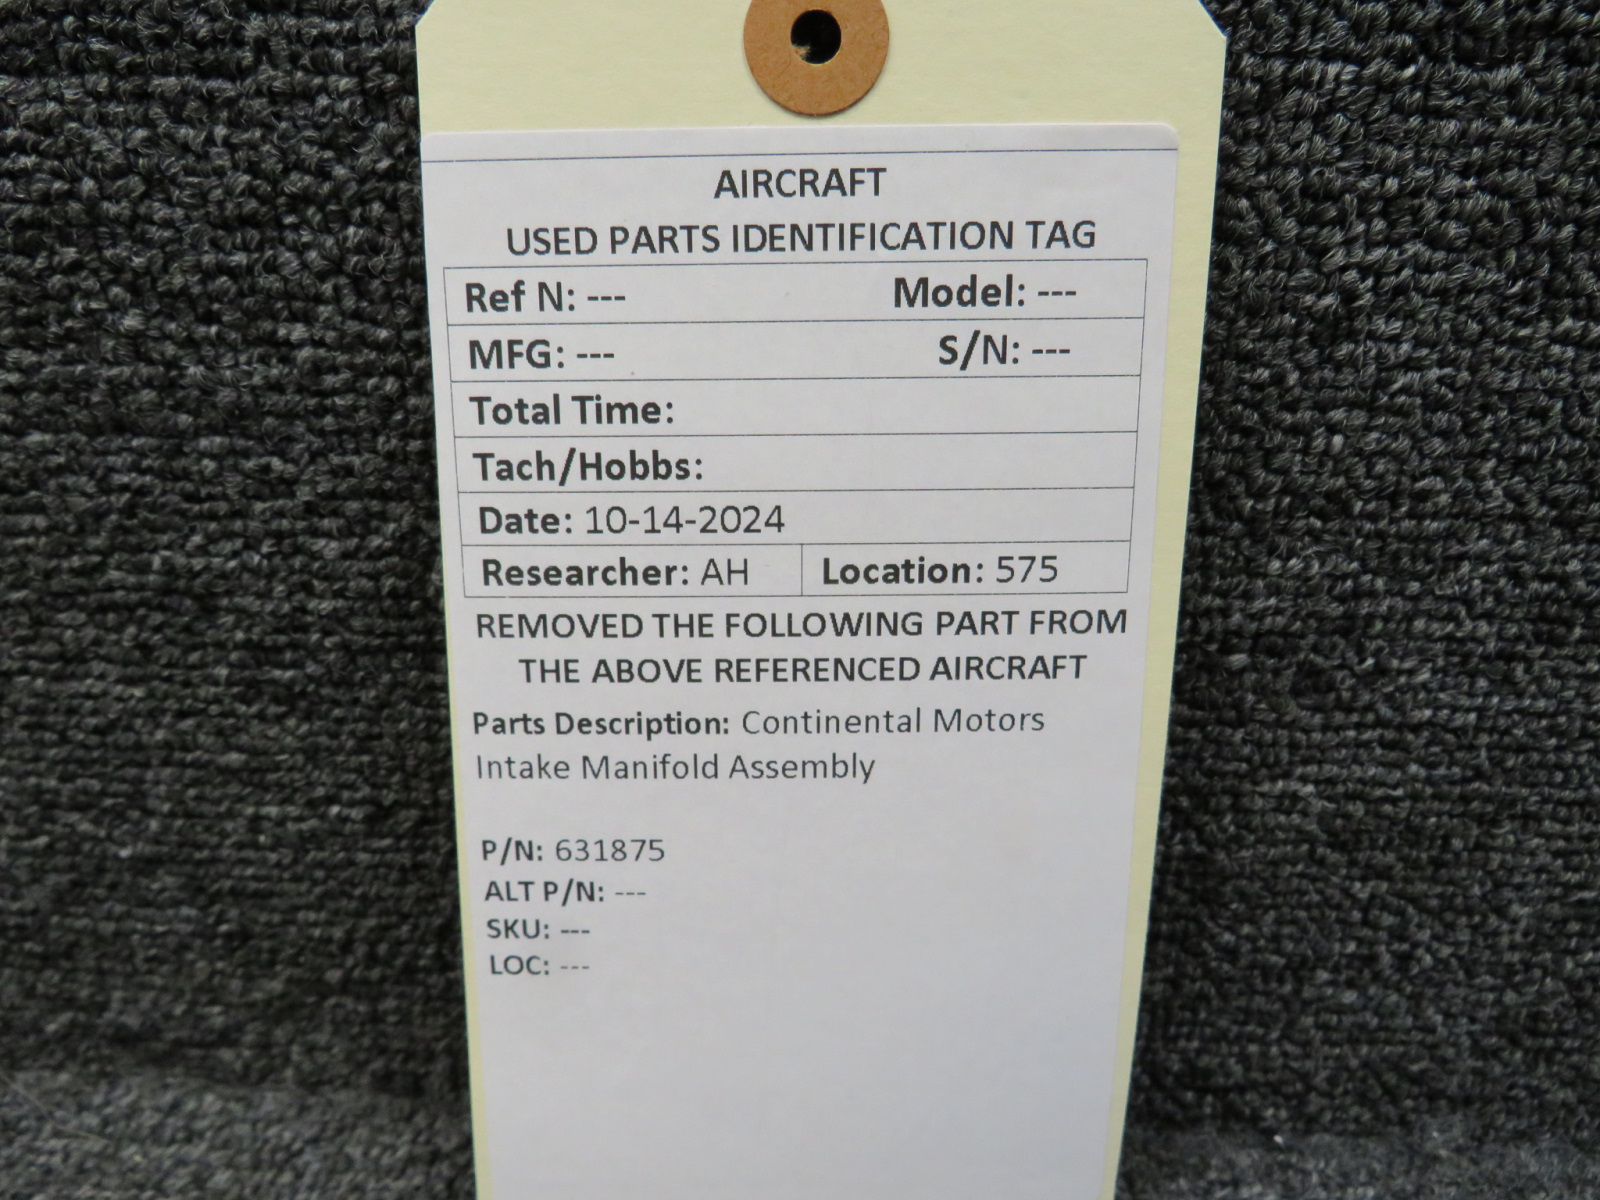 AIRCRAFT
USED PARTS IDENTIFICATION TAG
Ref N: --- Model: ---
MFG: --- S/N: ---
Total Time:
Tach/Hobbs:
Date: 10-14-2024
Researcher: AH Location: 575
REMOVED THE FOLLOWING PART FROM
THE ABOVE REFERENCED AIRCRAFT
Parts Description: Continental Motors
Intake Manifold Assembly
P/N: 631875
ALT P/N: ---
SKU: ---
LOC: ---